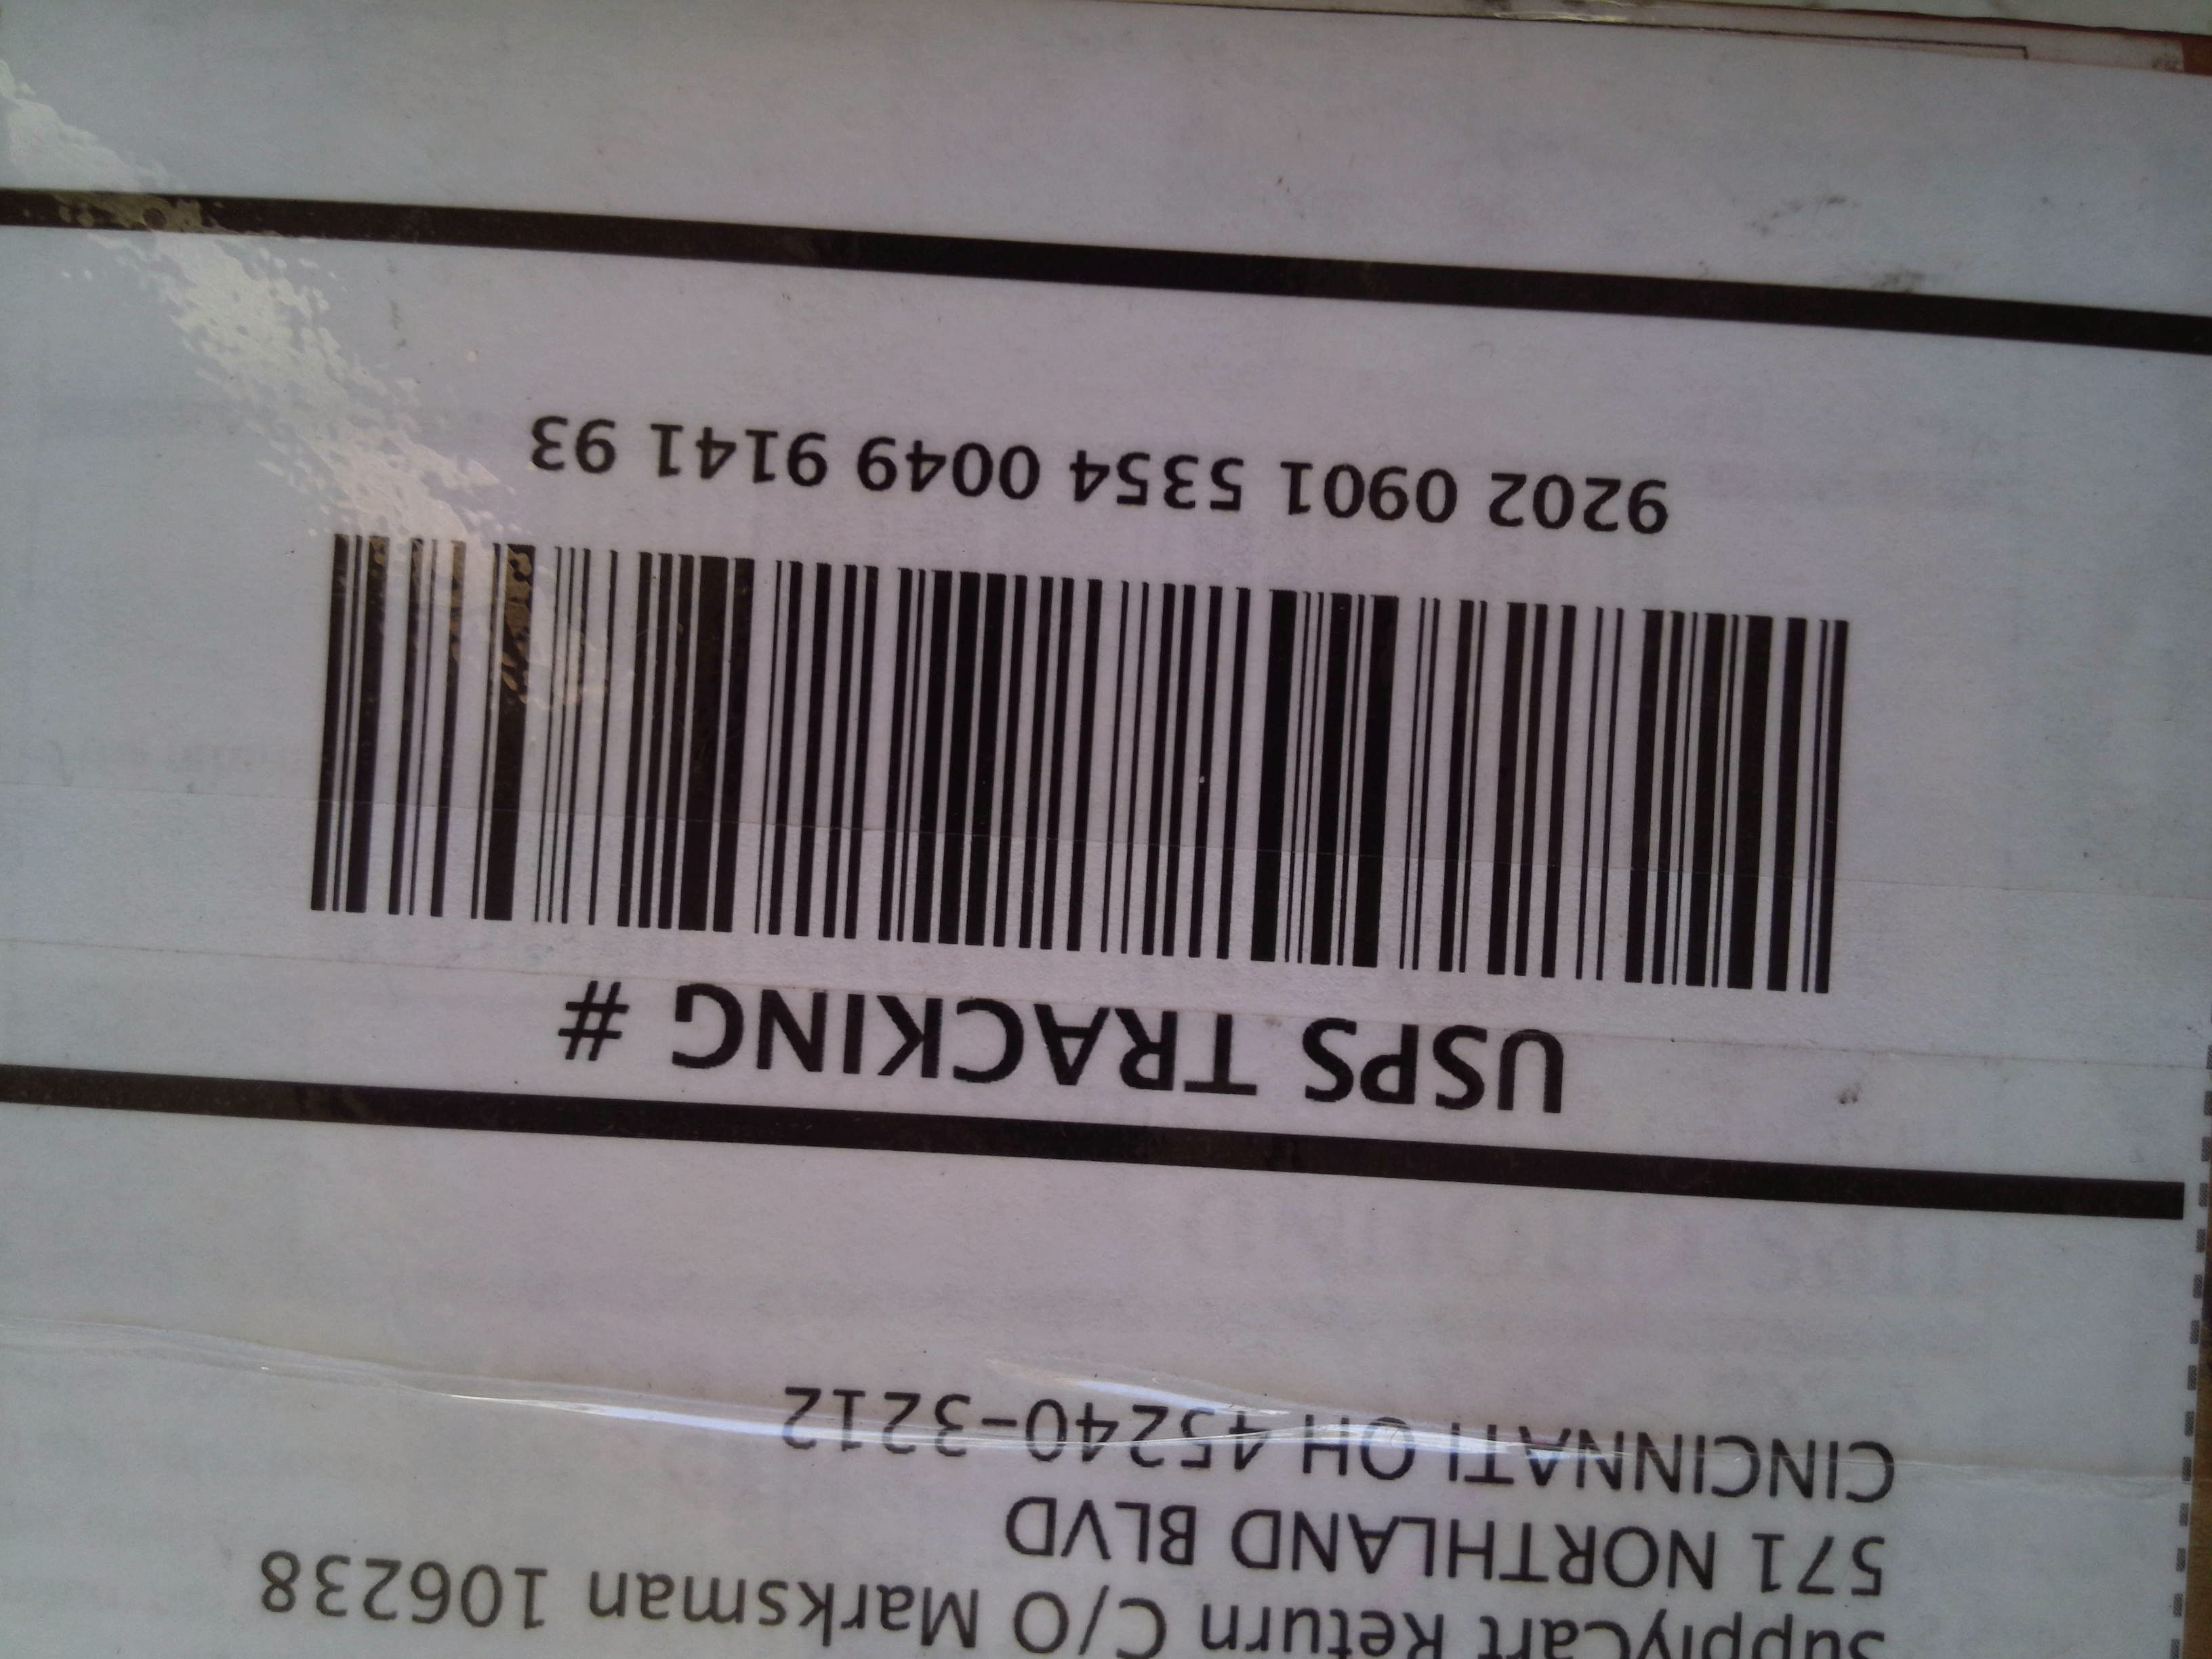 SupplyCart Return C/O Marksman 106238
571 NORTHLAND BLVD
CINCINNATI OH 45240-3212
USPS TRACKING #
9202 0901 5354 0049 9141 93